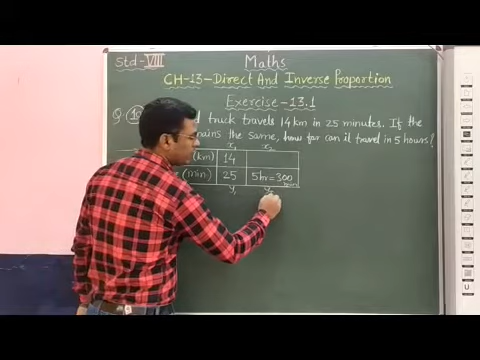 Std - VIII Maths
CH-13-Direct And Inverse Proportion
Exercise - 13.1
Q. truck travels 14 km in 25 minutes. If the
the same, how far can it travel in 5 hours?
x₁ x₂
(km) 14
(min) 25 5hr=300
y₁ y₂